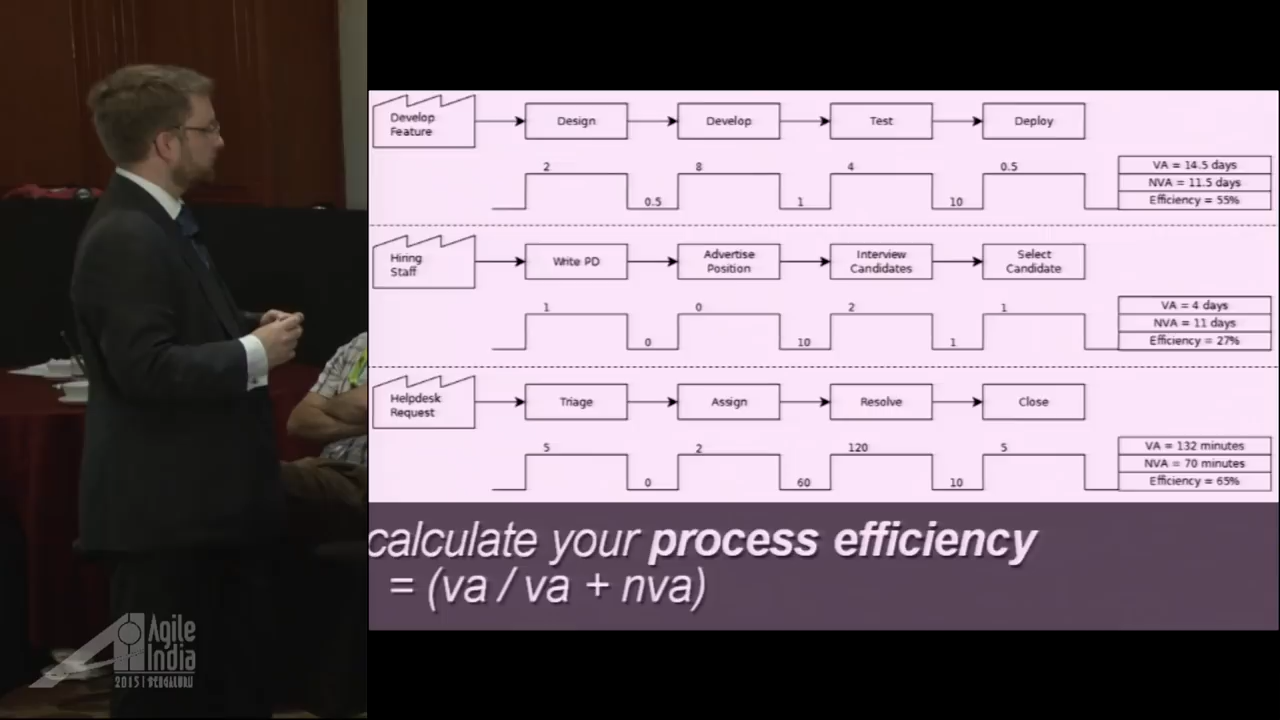 Develop
Feature
Design
Develop
Test
Deploy
2
8
4
0.5
0.5
1
10
VA = 14.5 days
NVA = 11.5 days
Efficiency = 55%
Hiring
Staff
Write PD
Advertise
Position
Interview
Candidates
Select
Candidate
1
0
2
1
0
10
1
VA = 4 days
NVA = 11 days
Efficiency = 27%
Helpdesk
Request
Triage
Assign
Resolve
Close
5
2
120
5
0
60
10
VA = 132 minutes
NVA = 70 minutes
Efficiency = 65%
calculate your process efficiency
= (va / va + nva)
Agile
India
2015 | BENGALURU